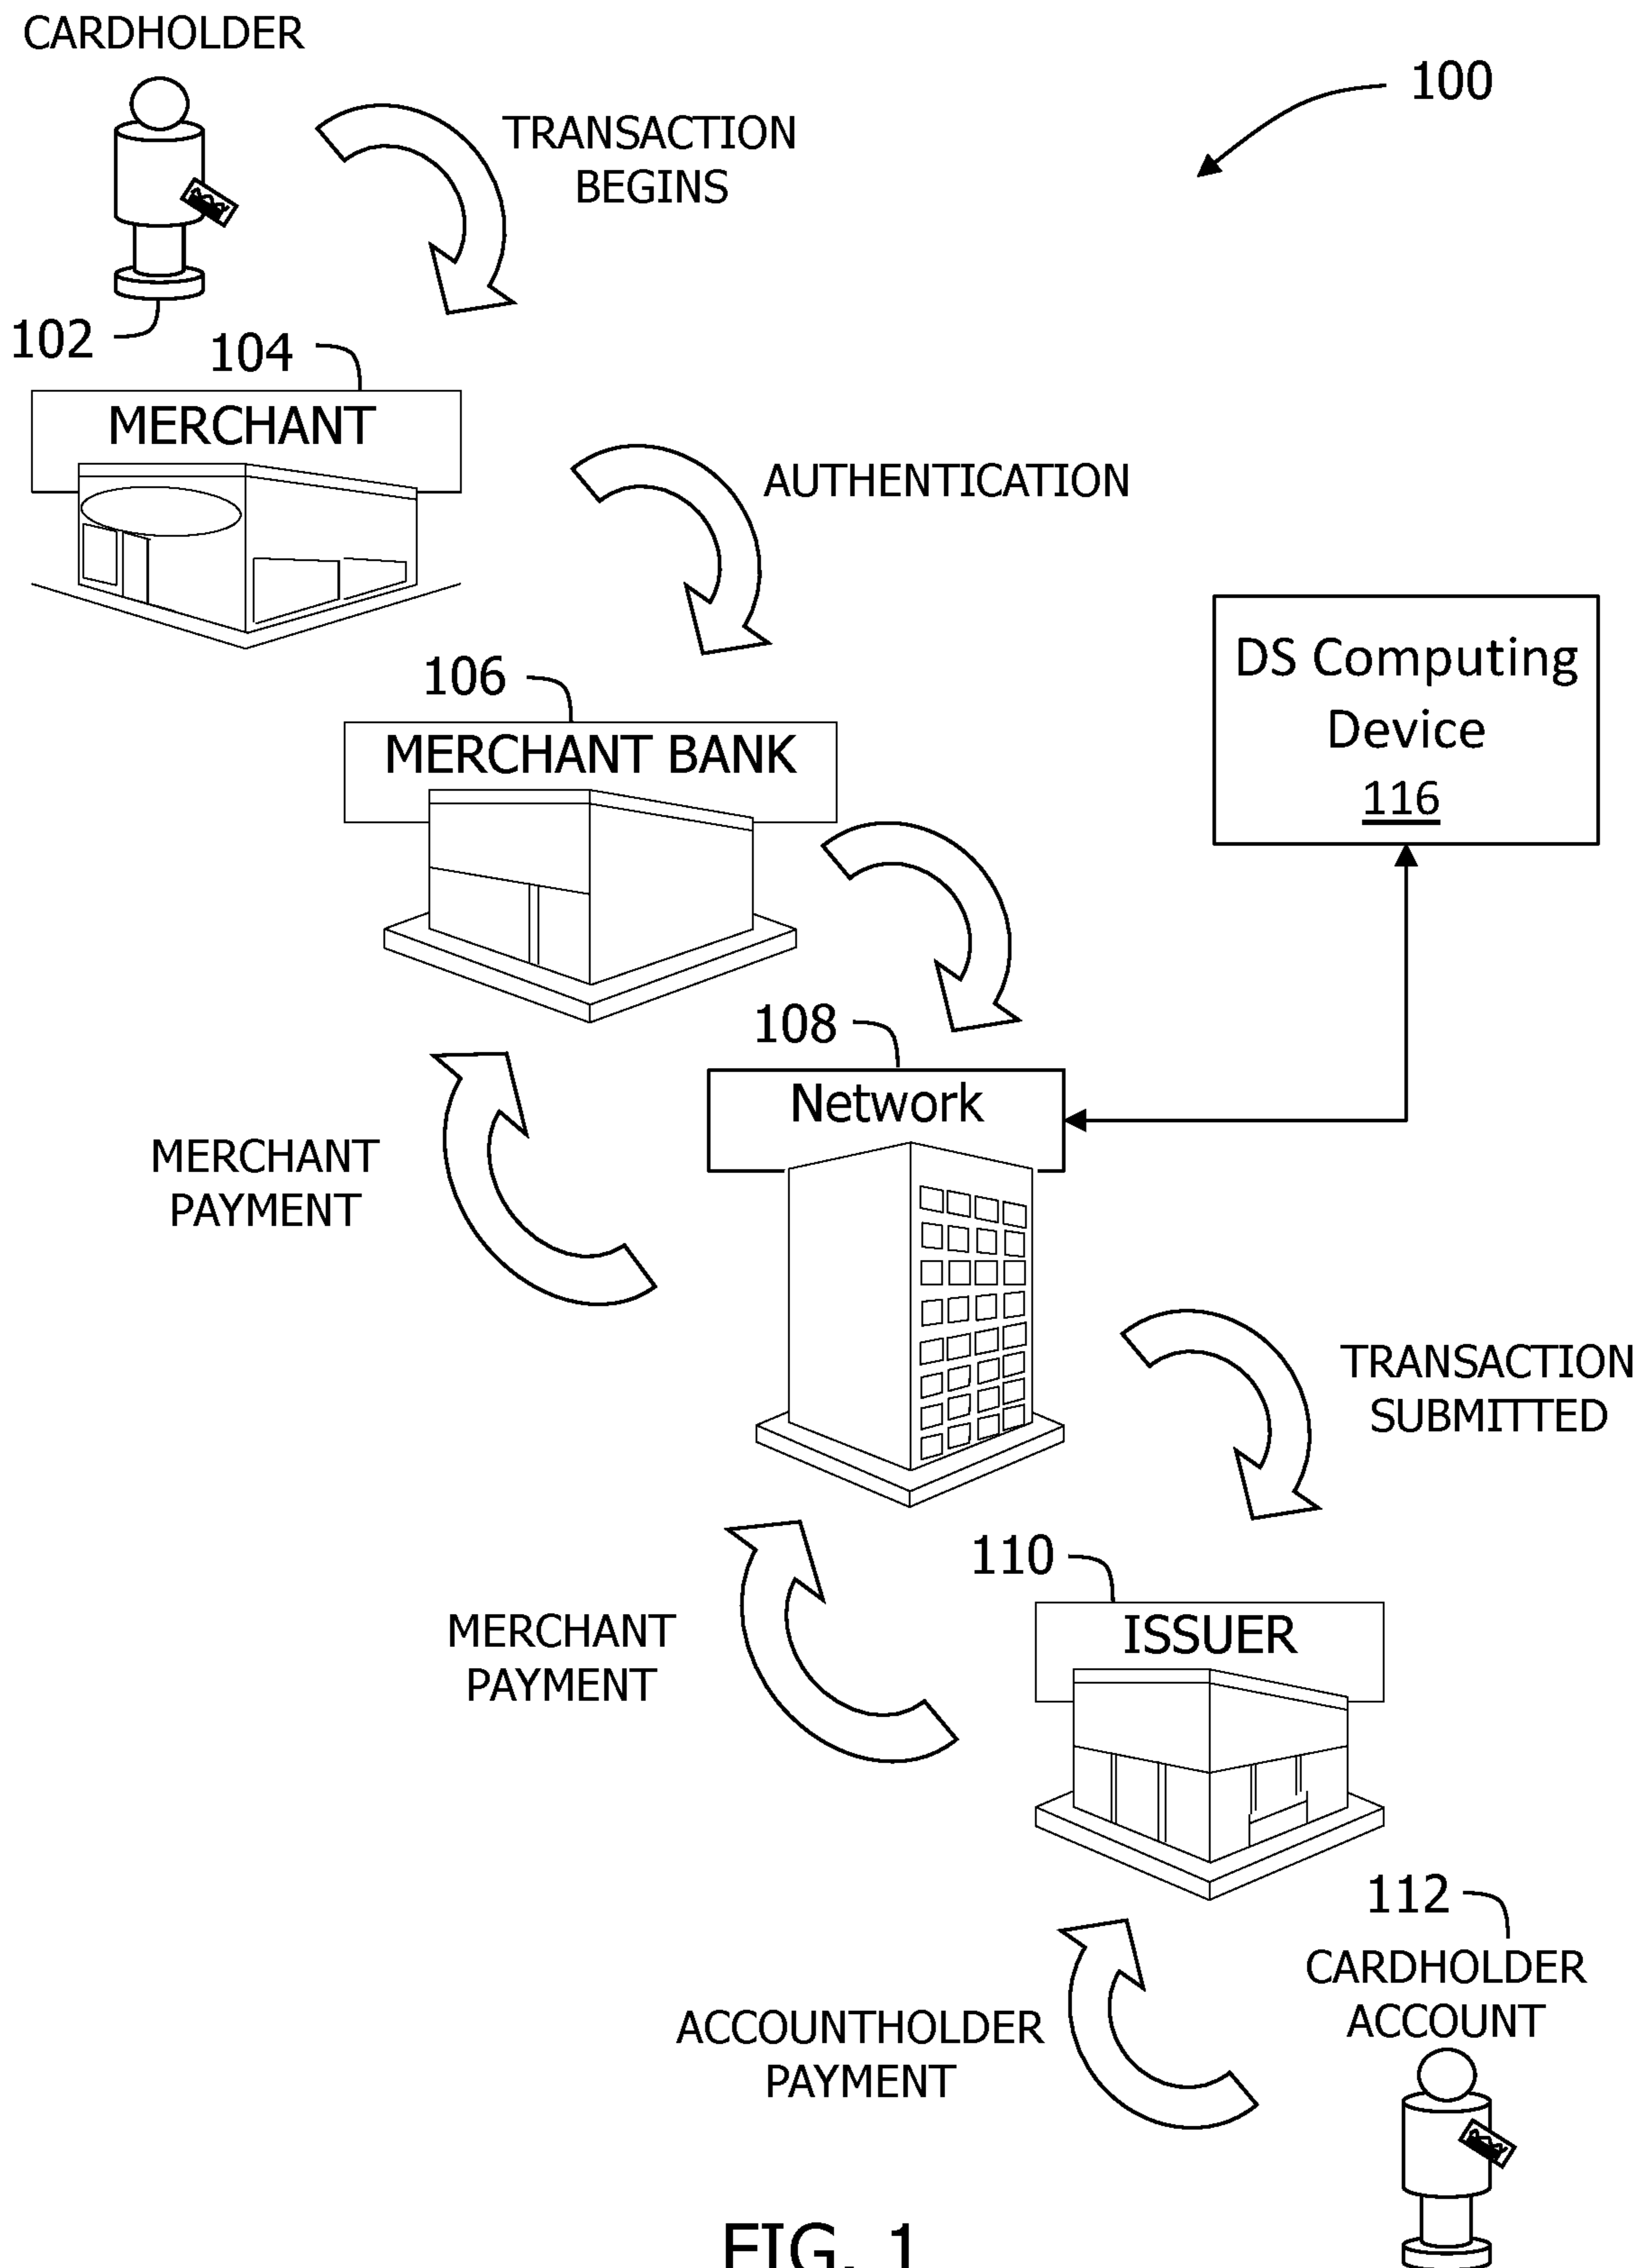 CARDHOLDER
100
TRANSACTION
BEGINS
102
104
MERCHANT
AUTHENTICATION
106
MERCHANT BANK
DS Computing
Device
116
108
Network
MERCHANT
PAYMENT
TRANSACTION
SUBMITTED
110
ISSUER
MERCHANT
PAYMENT
112
CARDHOLDER
ACCOUNT
ACCOUNTHOLDER
PAYMENT
FIG. 1